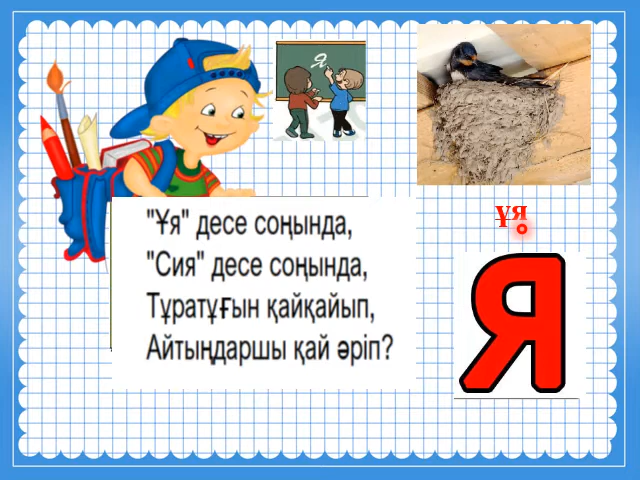 Я
"Ұя" десе соңында,
"Сия" десе соңында,
Тұратұғын қайқайып,
Айтыңдаршы қай әріп?
ұя
Я